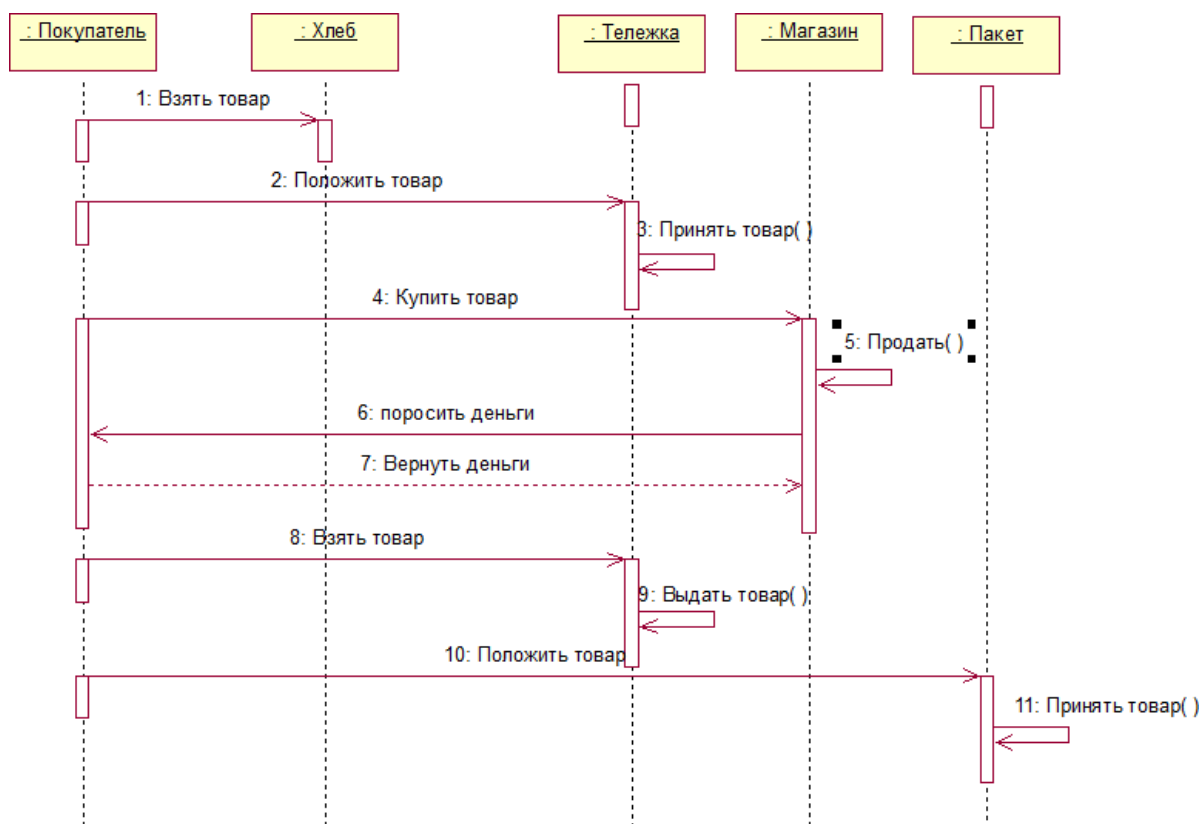 : Покупатель
: Хлеб
: Тележка
: Магазин
: Пакет
1: Взять товар
2: Положить товар
3: Принять товар( )
4: Купить товар
5: Продать( )
6: поросить деньги
7: Вернуть деньги
8: Взять товар
9: Выдать товар( )
10: Положить товар
11: Принять товар( )